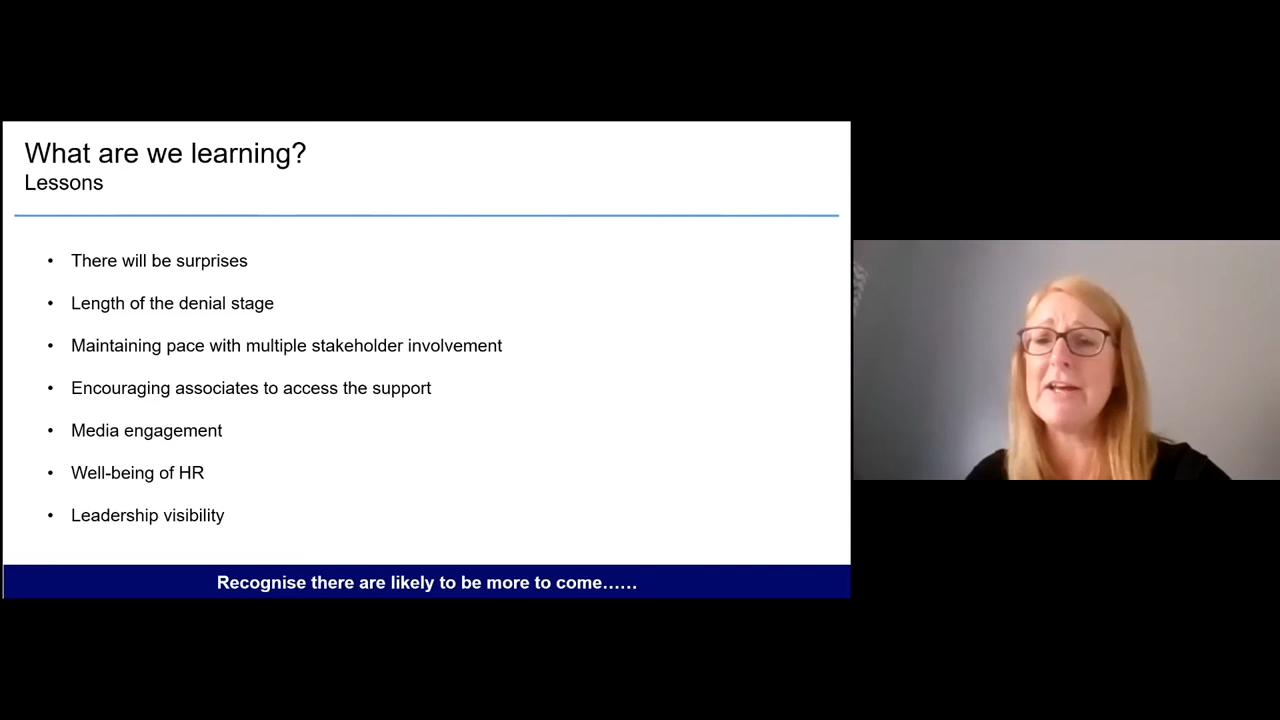 What are we learning?
Lessons
• There will be surprises
• Length of the denial stage
• Maintaining pace with multiple stakeholder involvement
• Encouraging associates to access the support
• Media engagement
• Well-being of HR
• Leadership visibility
Recognise there are likely to be more to come……